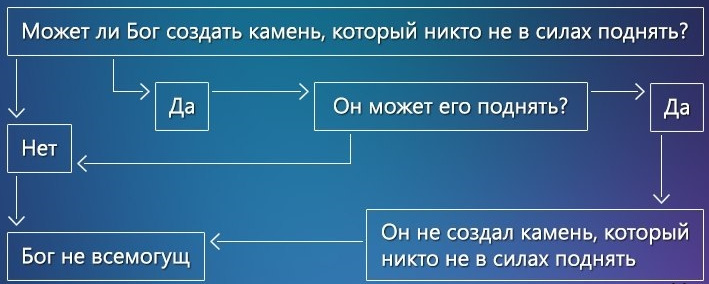 Может ли Бог создать камень, который никто не в силах поднять?
Да
Он может его поднять?
Да
Нет
Он не создал камень, который
никто не в силах поднять
Бог не всемогущ